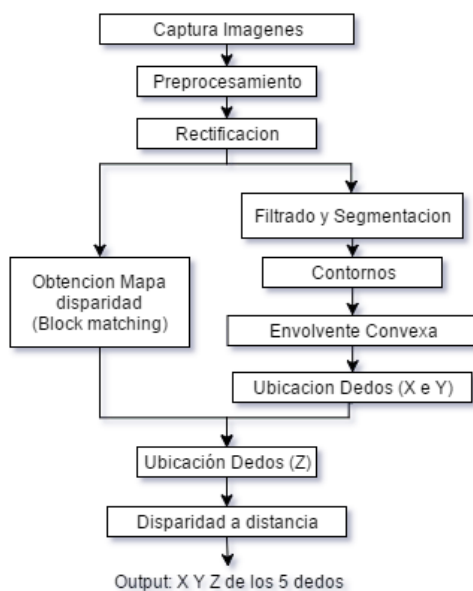 Captura Imagenes
Preprocesamiento
Rectificacion
Obtencion Mapa
disparidad
(Block matching)
Filtrado y Segmentacion
Contornos
Envolvente Convexa
Ubicacion Dedos (X e Y)
Ubicación Dedos (Z)
Disparidad a distancia
Output: X Y Z de los 5 dedos